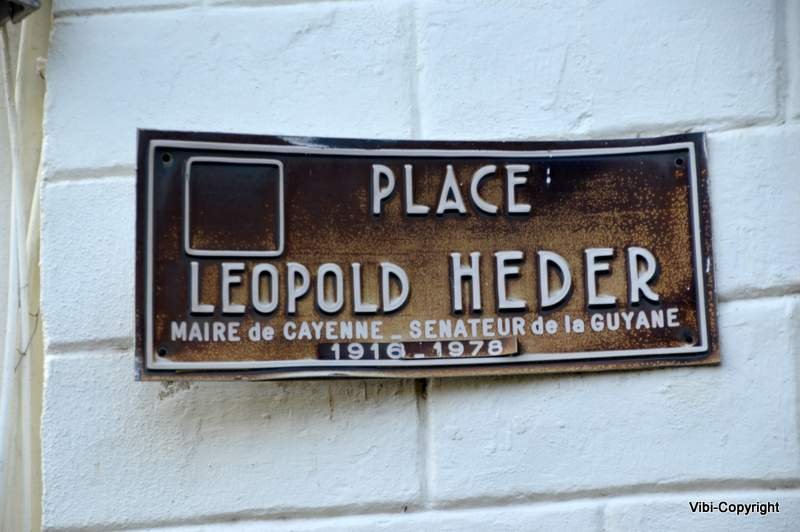 PLACE
LEOPOLD HEDER
MAIRE de CAYENNE _ SENATEUR de la GUYANE
1916 - 1978
Vibi-Copyright